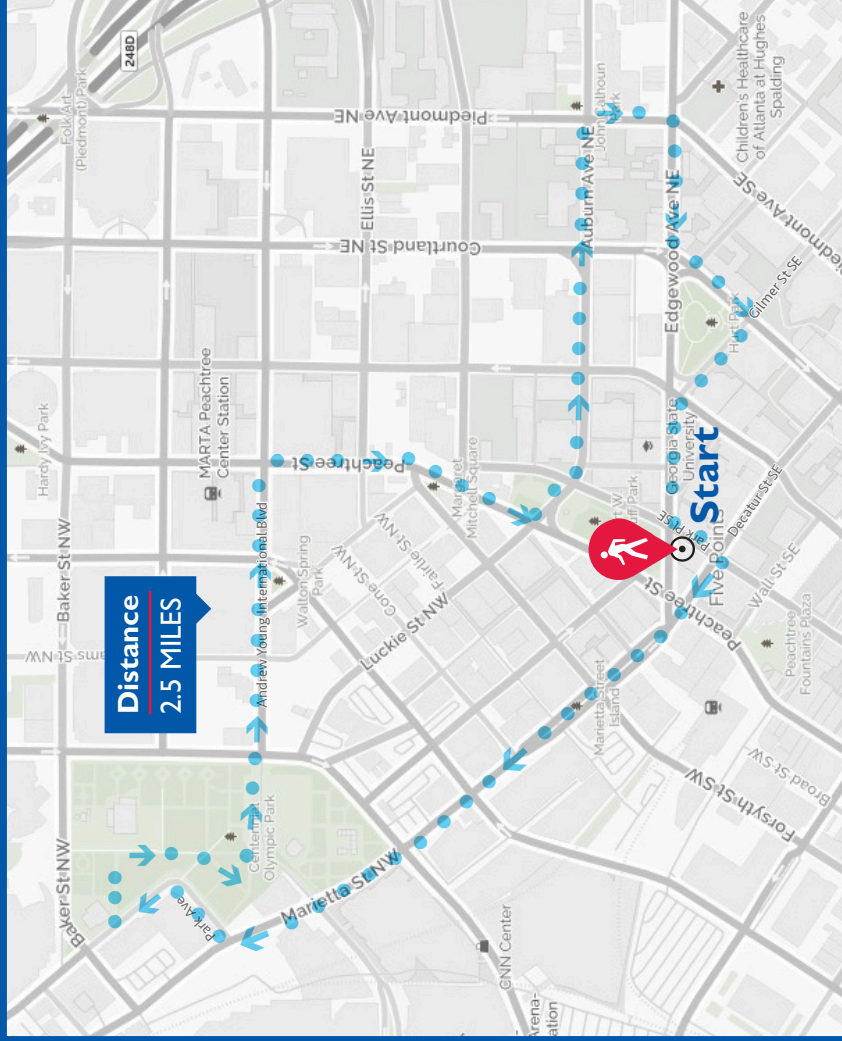 248D
Folk Art
(Piedmont) Park
Piedmont Ave NE
Ellis St NE
Courtland St NE
Auburn Ave NE
John Calhoun
Park
Edgewood Ave NE
Children's Healthcare
of Atlanta at Hughes
Spalding
Piedmont Ave SE
Gilmer St SE
Hurt Park
Hardy Ivy Park
MARTA Peachtree
Center Station
Peachtree St
Margaret
Mitchell Square
Georgia State
University
Start
Park Pl SE
Decatur St SE
Five Points
Wall St SE
Peachtree St
Peachtree
Fountains Plaza
Baker St NW
Distance
2.5 MILES
Andrew Young International Blvd
Walton Spring
Park
Cone St NW
Fairlie St NW
Luckie St NW
Marietta Street
Island
Broad St SW
Forsyth St SW
Baker St NW
Centennial
Olympic Park
Park Ave
Marietta St NW
CNN Center
Arena-